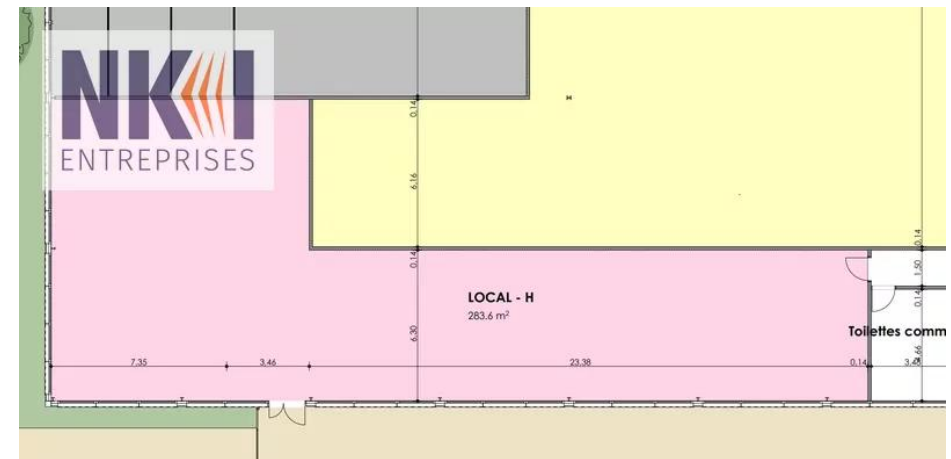 NKI
ENTREPRISES
0.14
6.16
0.14
0.14
1.50
LOCAL - H
283.6 m²
0.14
6.30
Toilettes comm
7.35
3.46
23.38
0.14